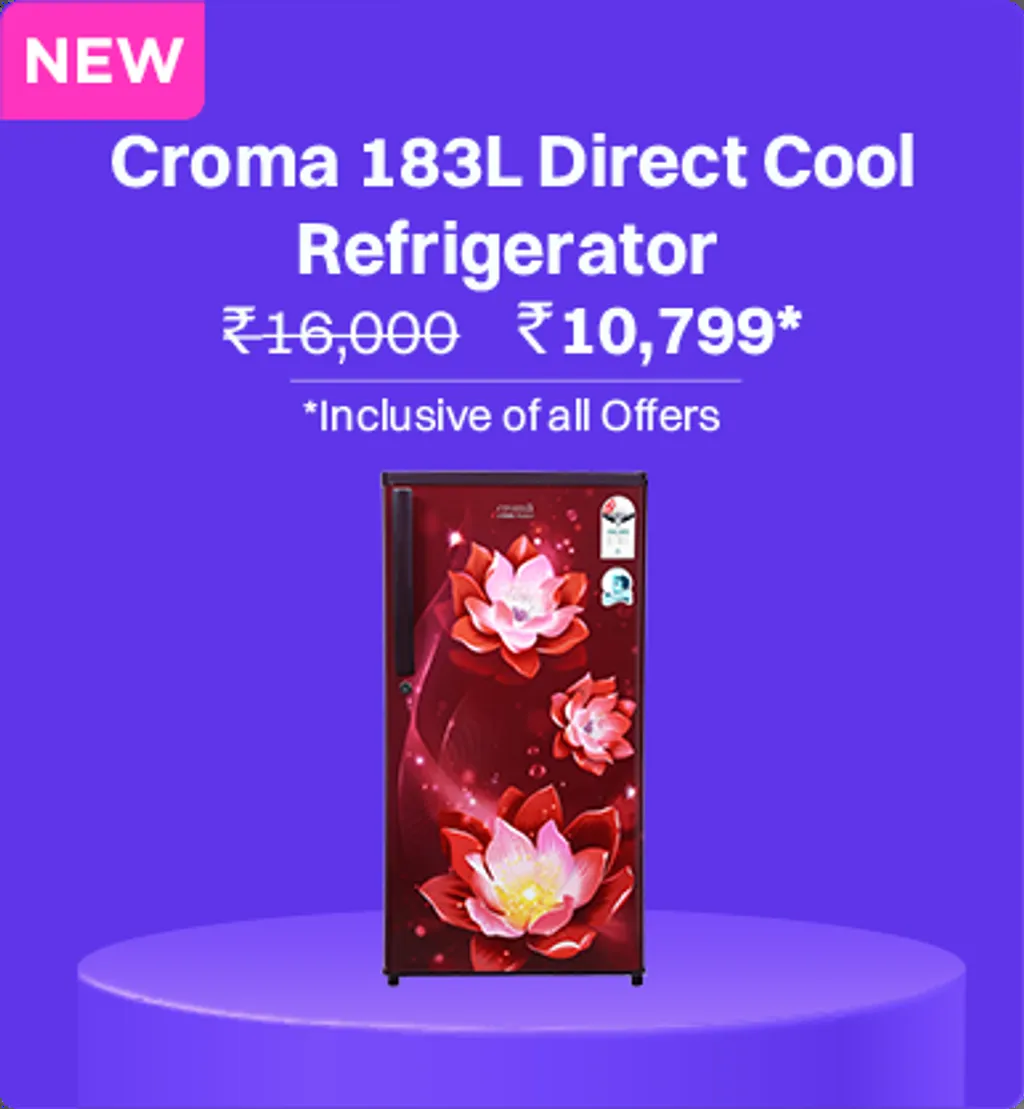 NEW
Croma 183L Direct Cool
Refrigerator
₹16,000 ₹10,799*
*Inclusive of all Offers